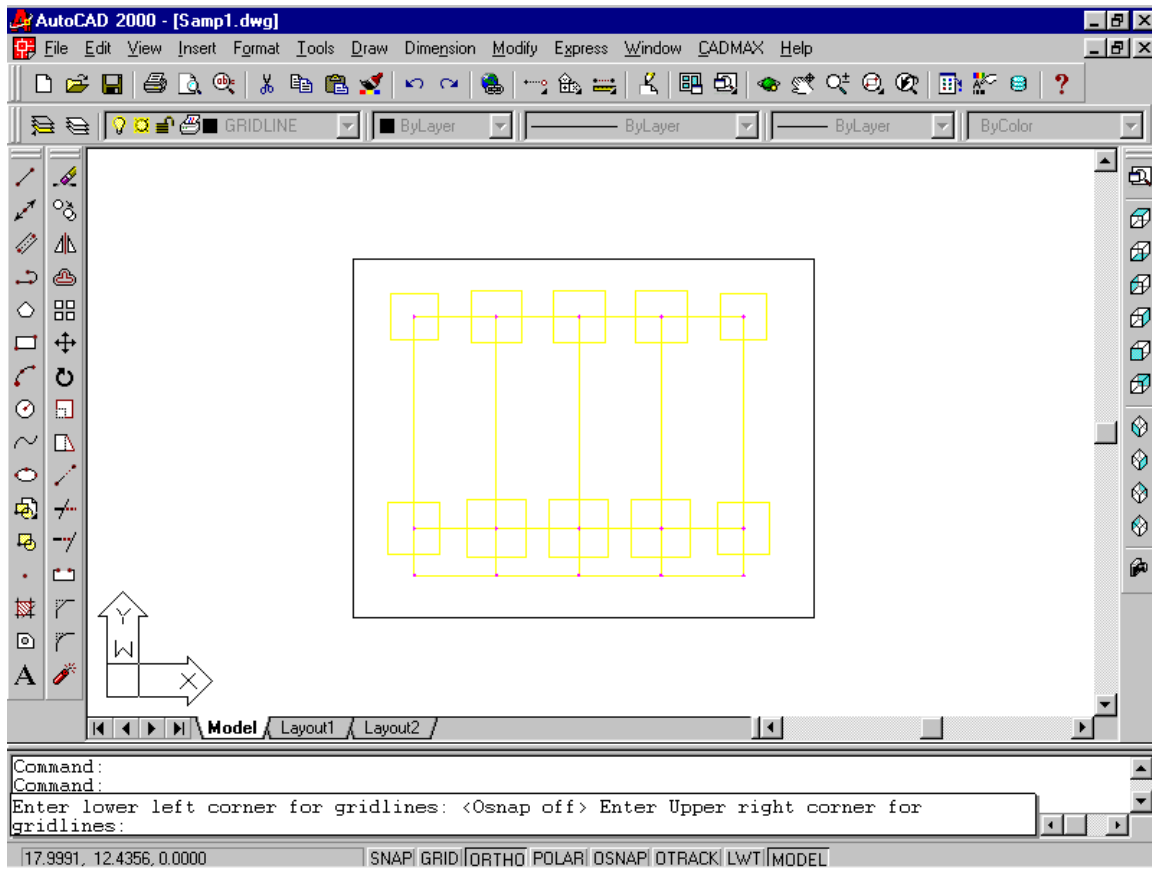 AutoCAD 2000 - [Samp1.dwg]
File Edit View Insert Format Tools Draw Dimension Modify Express Window CADMAX Help
GRIDLINE ByLayer ByLayer ByLayer ByColor
Y
W
X
A
Model Layout1 Layout2
Command:
Command:
Enter lower left corner for gridlines: <Osnap off> Enter Upper right corner for
gridlines:
17.9991, 12.4356, 0.0000 SNAP GRID ORTHO POLAR OSNAP OTRACK LWT MODEL